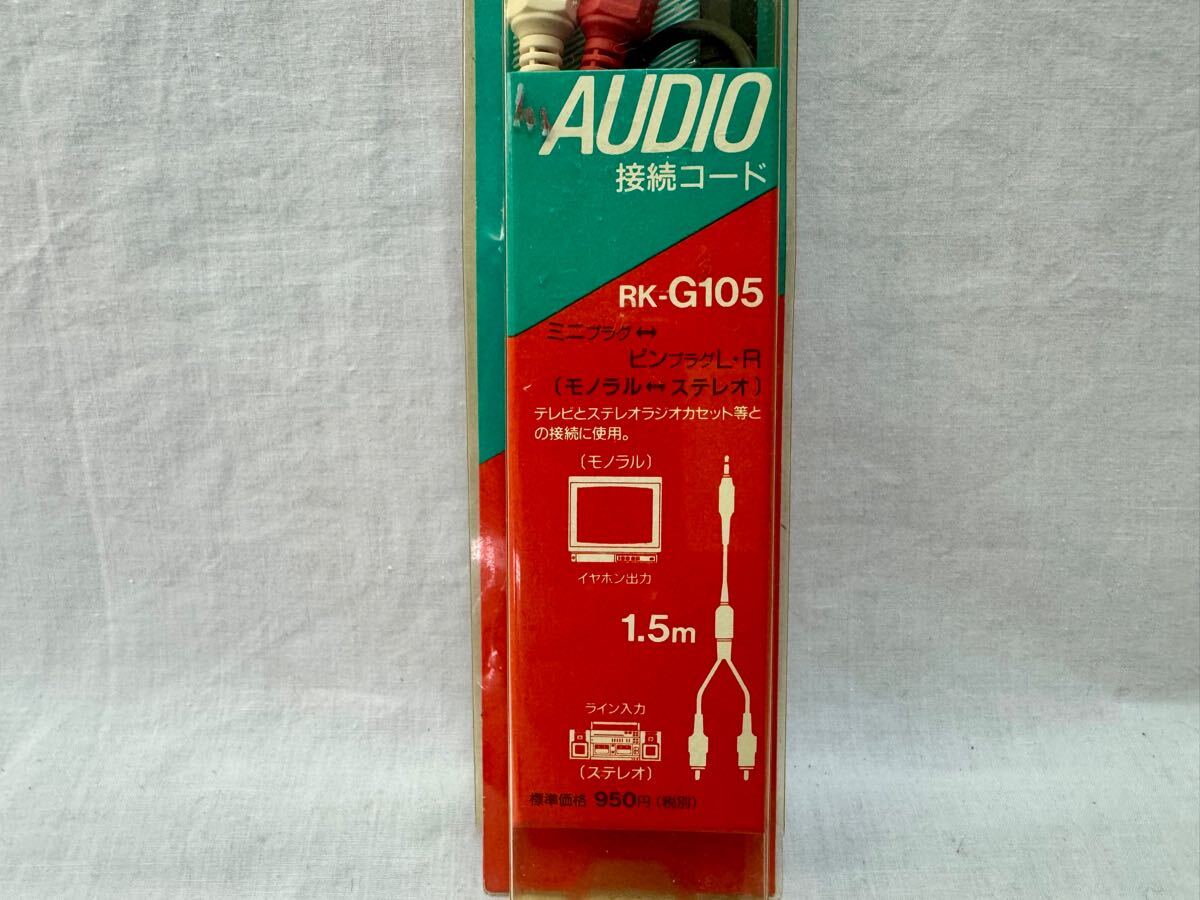 AUDIO
接続コード
RK-G105
ミニプラグ↔
ピンプラグL・R
(モノラル↔ステレオ)
テレビとステレオラジオカセット等と
の接続に使用。
(モノラル)
イヤホン出力
1.5m
ライン入力
(ステレオ)
標準価格 950円(税別)